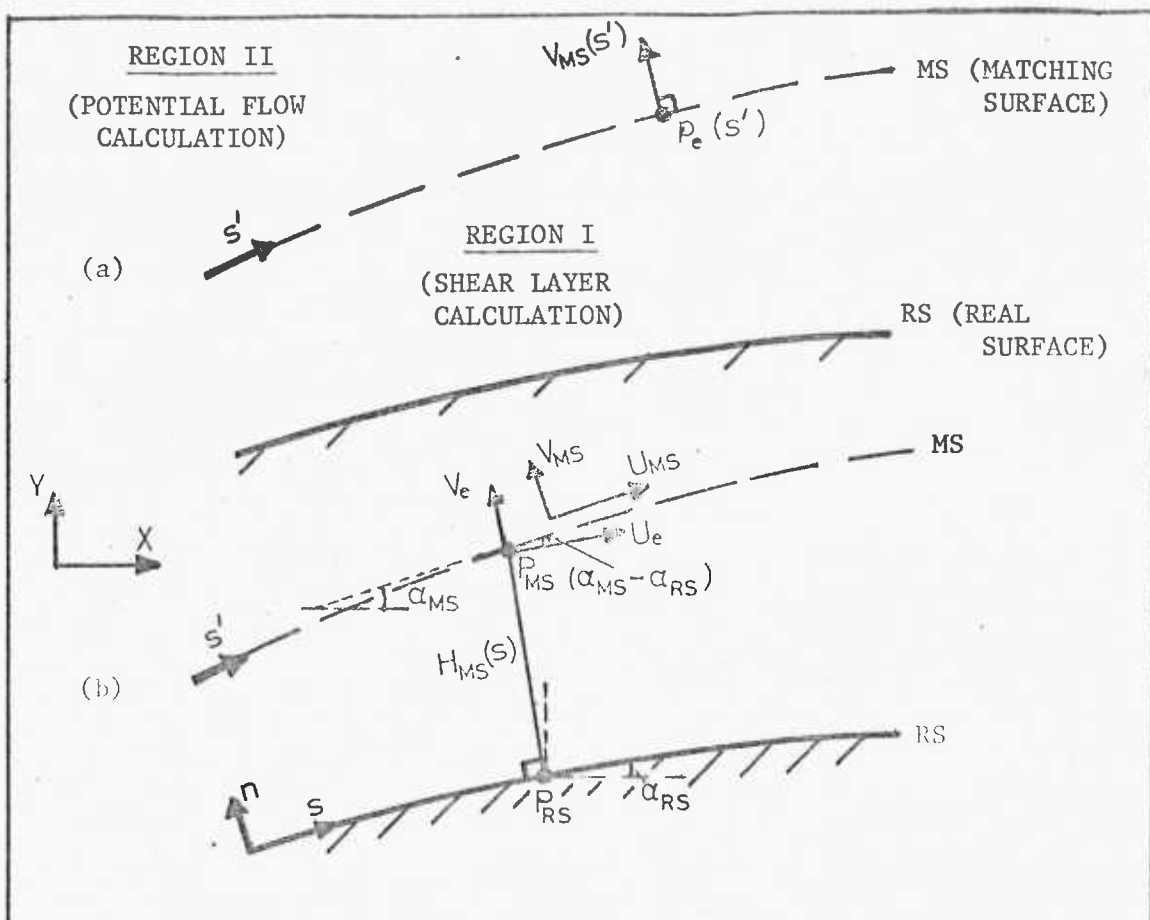 REGION II
(POTENTIAL FLOW
CALCULATION)
V_MS(S')
MS (MATCHING
SURFACE)
P_e (S')
S'
(a)
REGION I
(SHEAR LAYER
CALCULATION)
RS (REAL
SURFACE)
Y
X
V_e
V_MS
U_MS
MS
U_e
P_MS (α_MS - α_RS)
α_MS
S'
H_MS(S)
(b)
RS
n
s
P_RS
α_RS